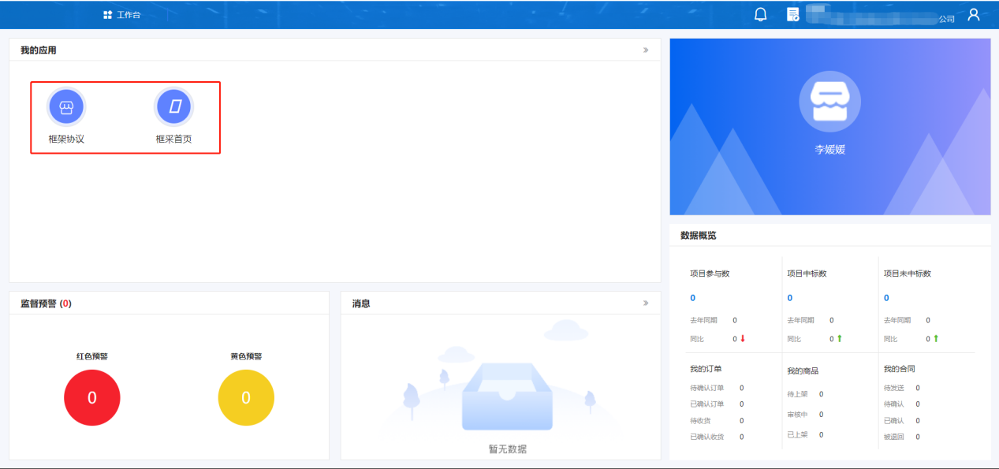 工作台
公司
我的应用
框架协议 框采首页
李媛媛
监督预警 (0)
红色预警 黄色预警
0 0
消息
暂无数据
数据概览
项目参与数 项目中标数 项目未中标数
0 0 0
去年同期 0 去年同期 0 去年同期 0
同比 0 同比 0 同比 0
我的订单 我的商品 我的合同
待确认订单 0 待上架 0 待发送 0
已确认订单 0 审核中 0 待确认 0
待收货 0 已上架 0 已确认 0
已确认收货 0 被退回 0